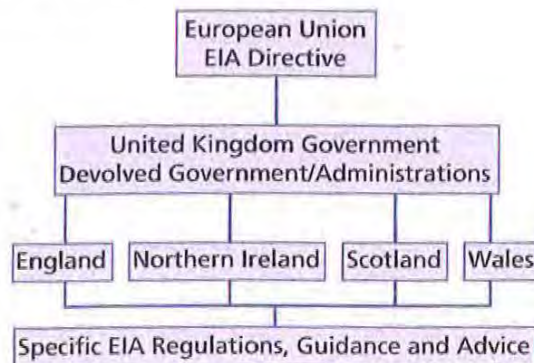 European Union
EIA Directive
United Kingdom Government
Devolved Government/Administrations
England
Northern Ireland
Scotland
Wales
Specific EIA Regulations, Guidance and Advice